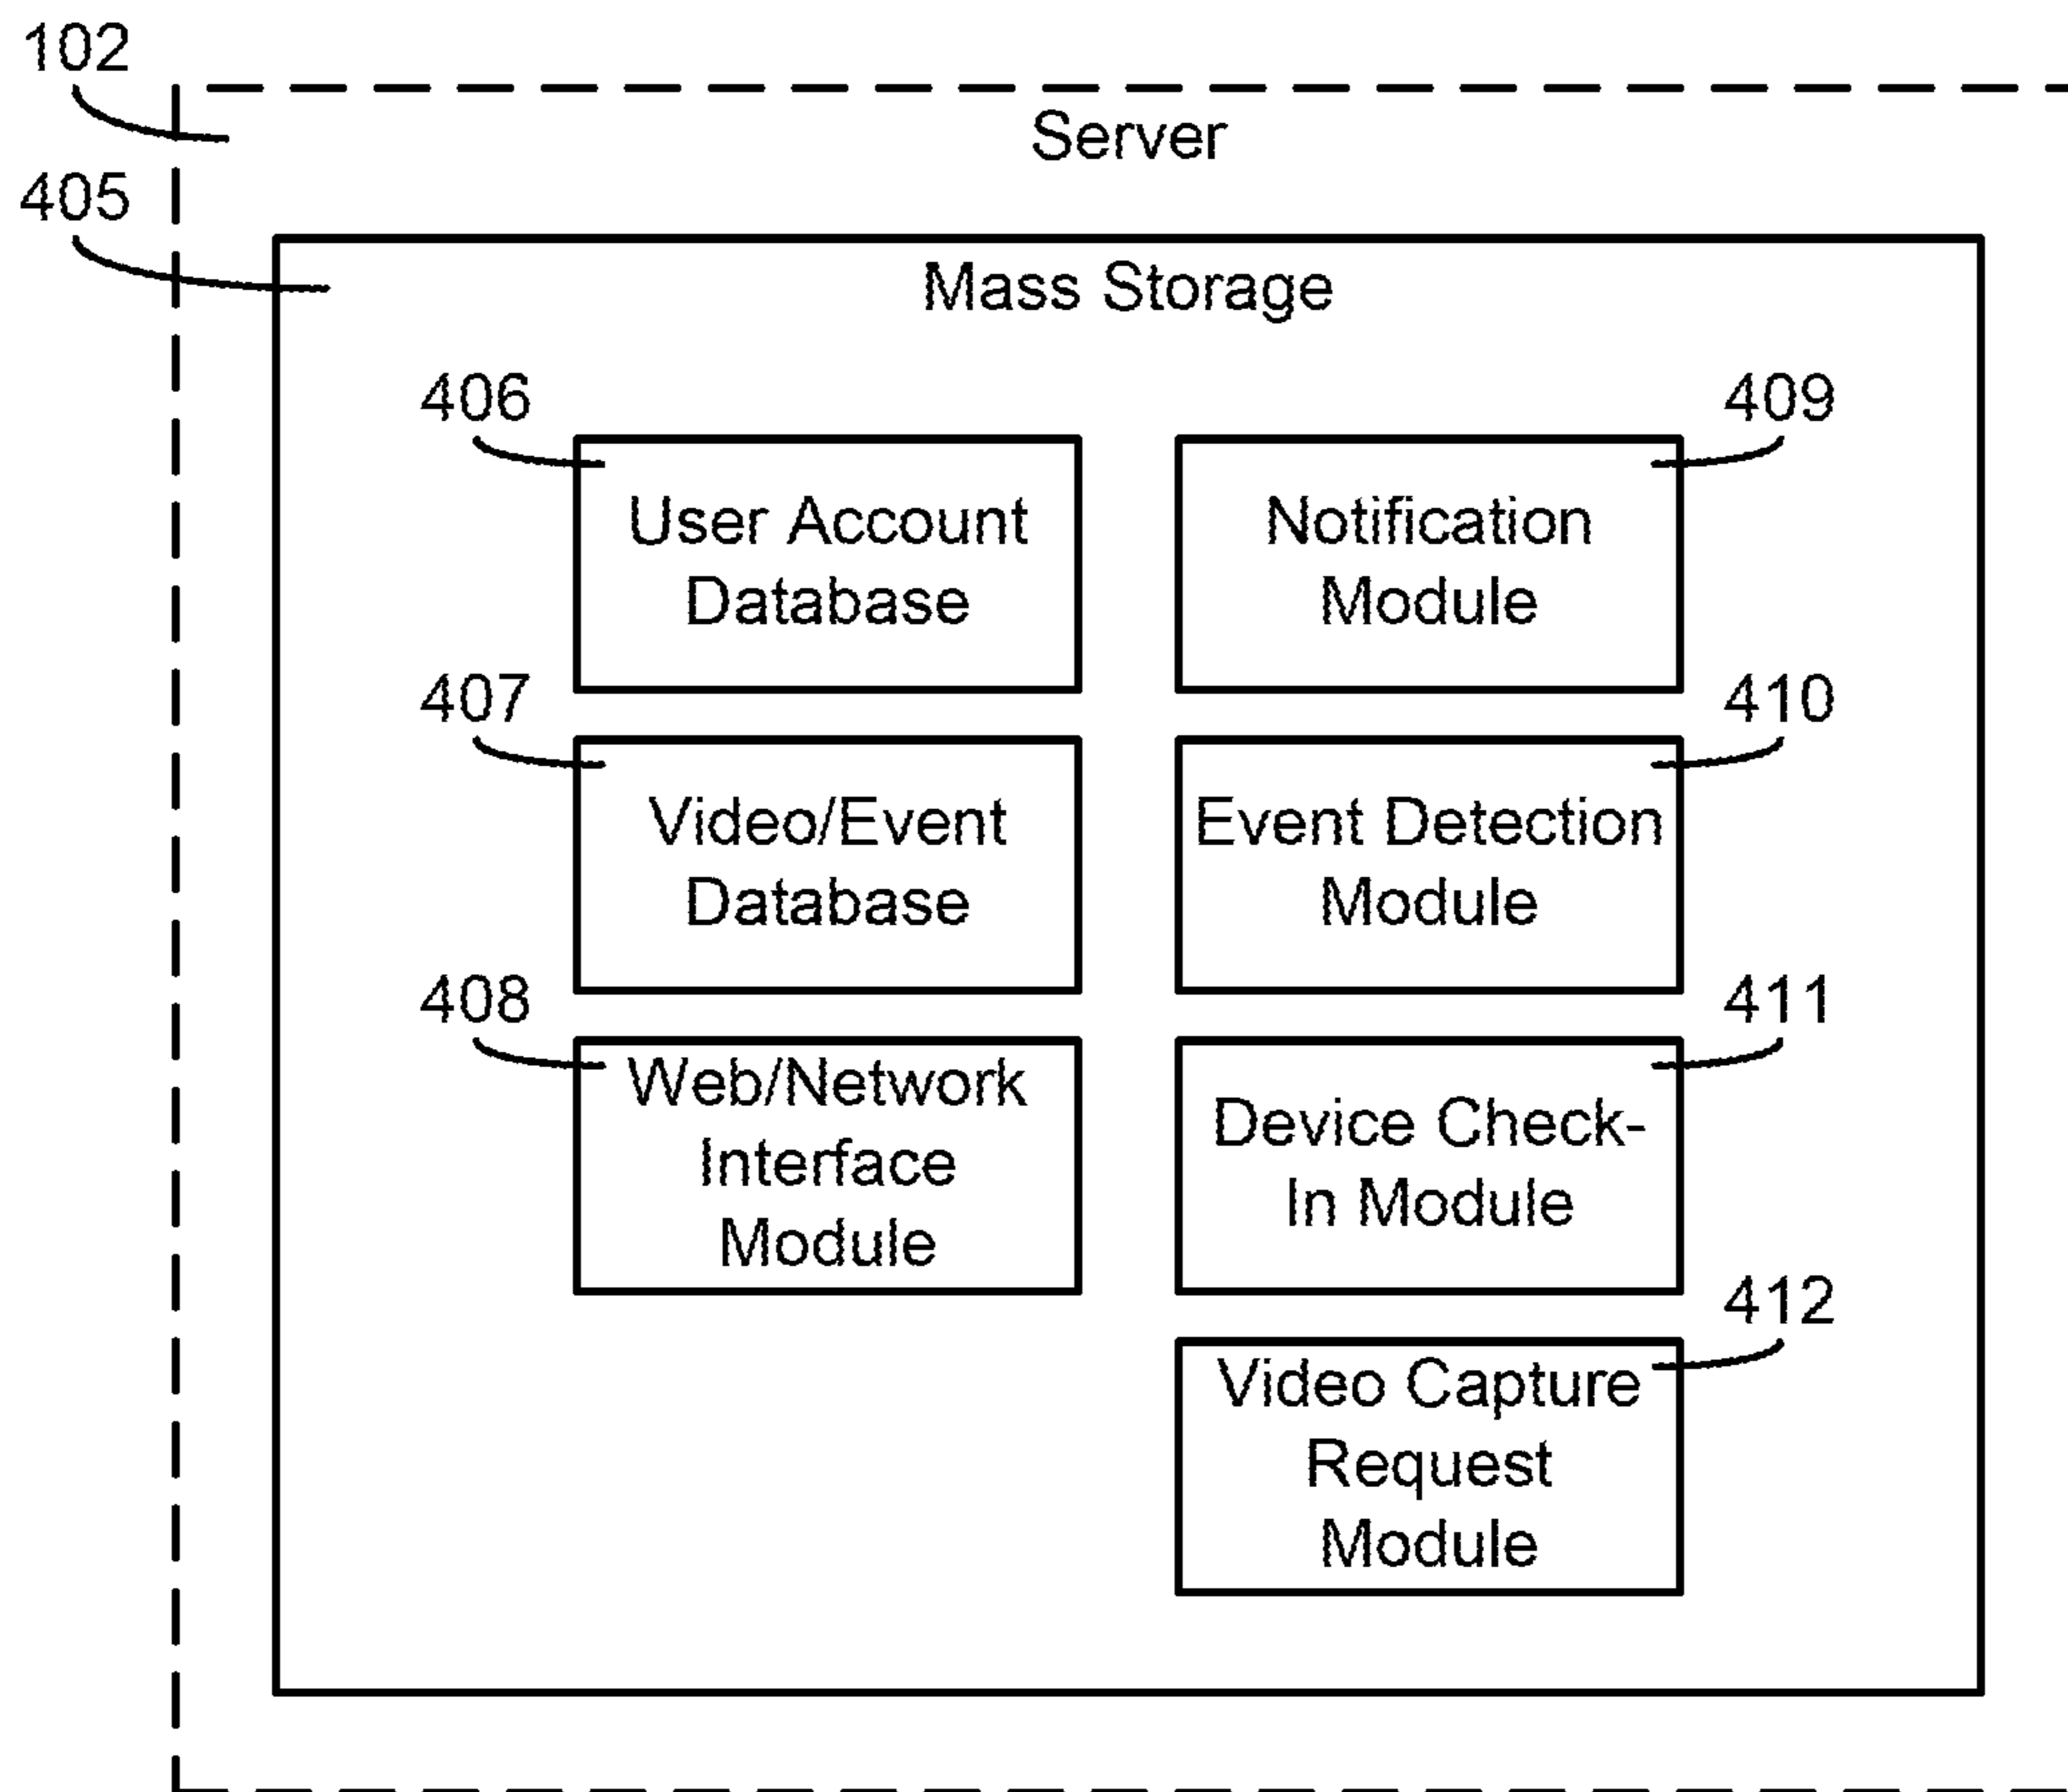 102
Server
405
Mass Storage
406
User Account
Database
409
Notification
Module
407
Video/Event
Database
410
Event Detection
Module
408
Web/Network
Interface
Module
411
Device Check-
In Module
412
Video Capture
Request
Module